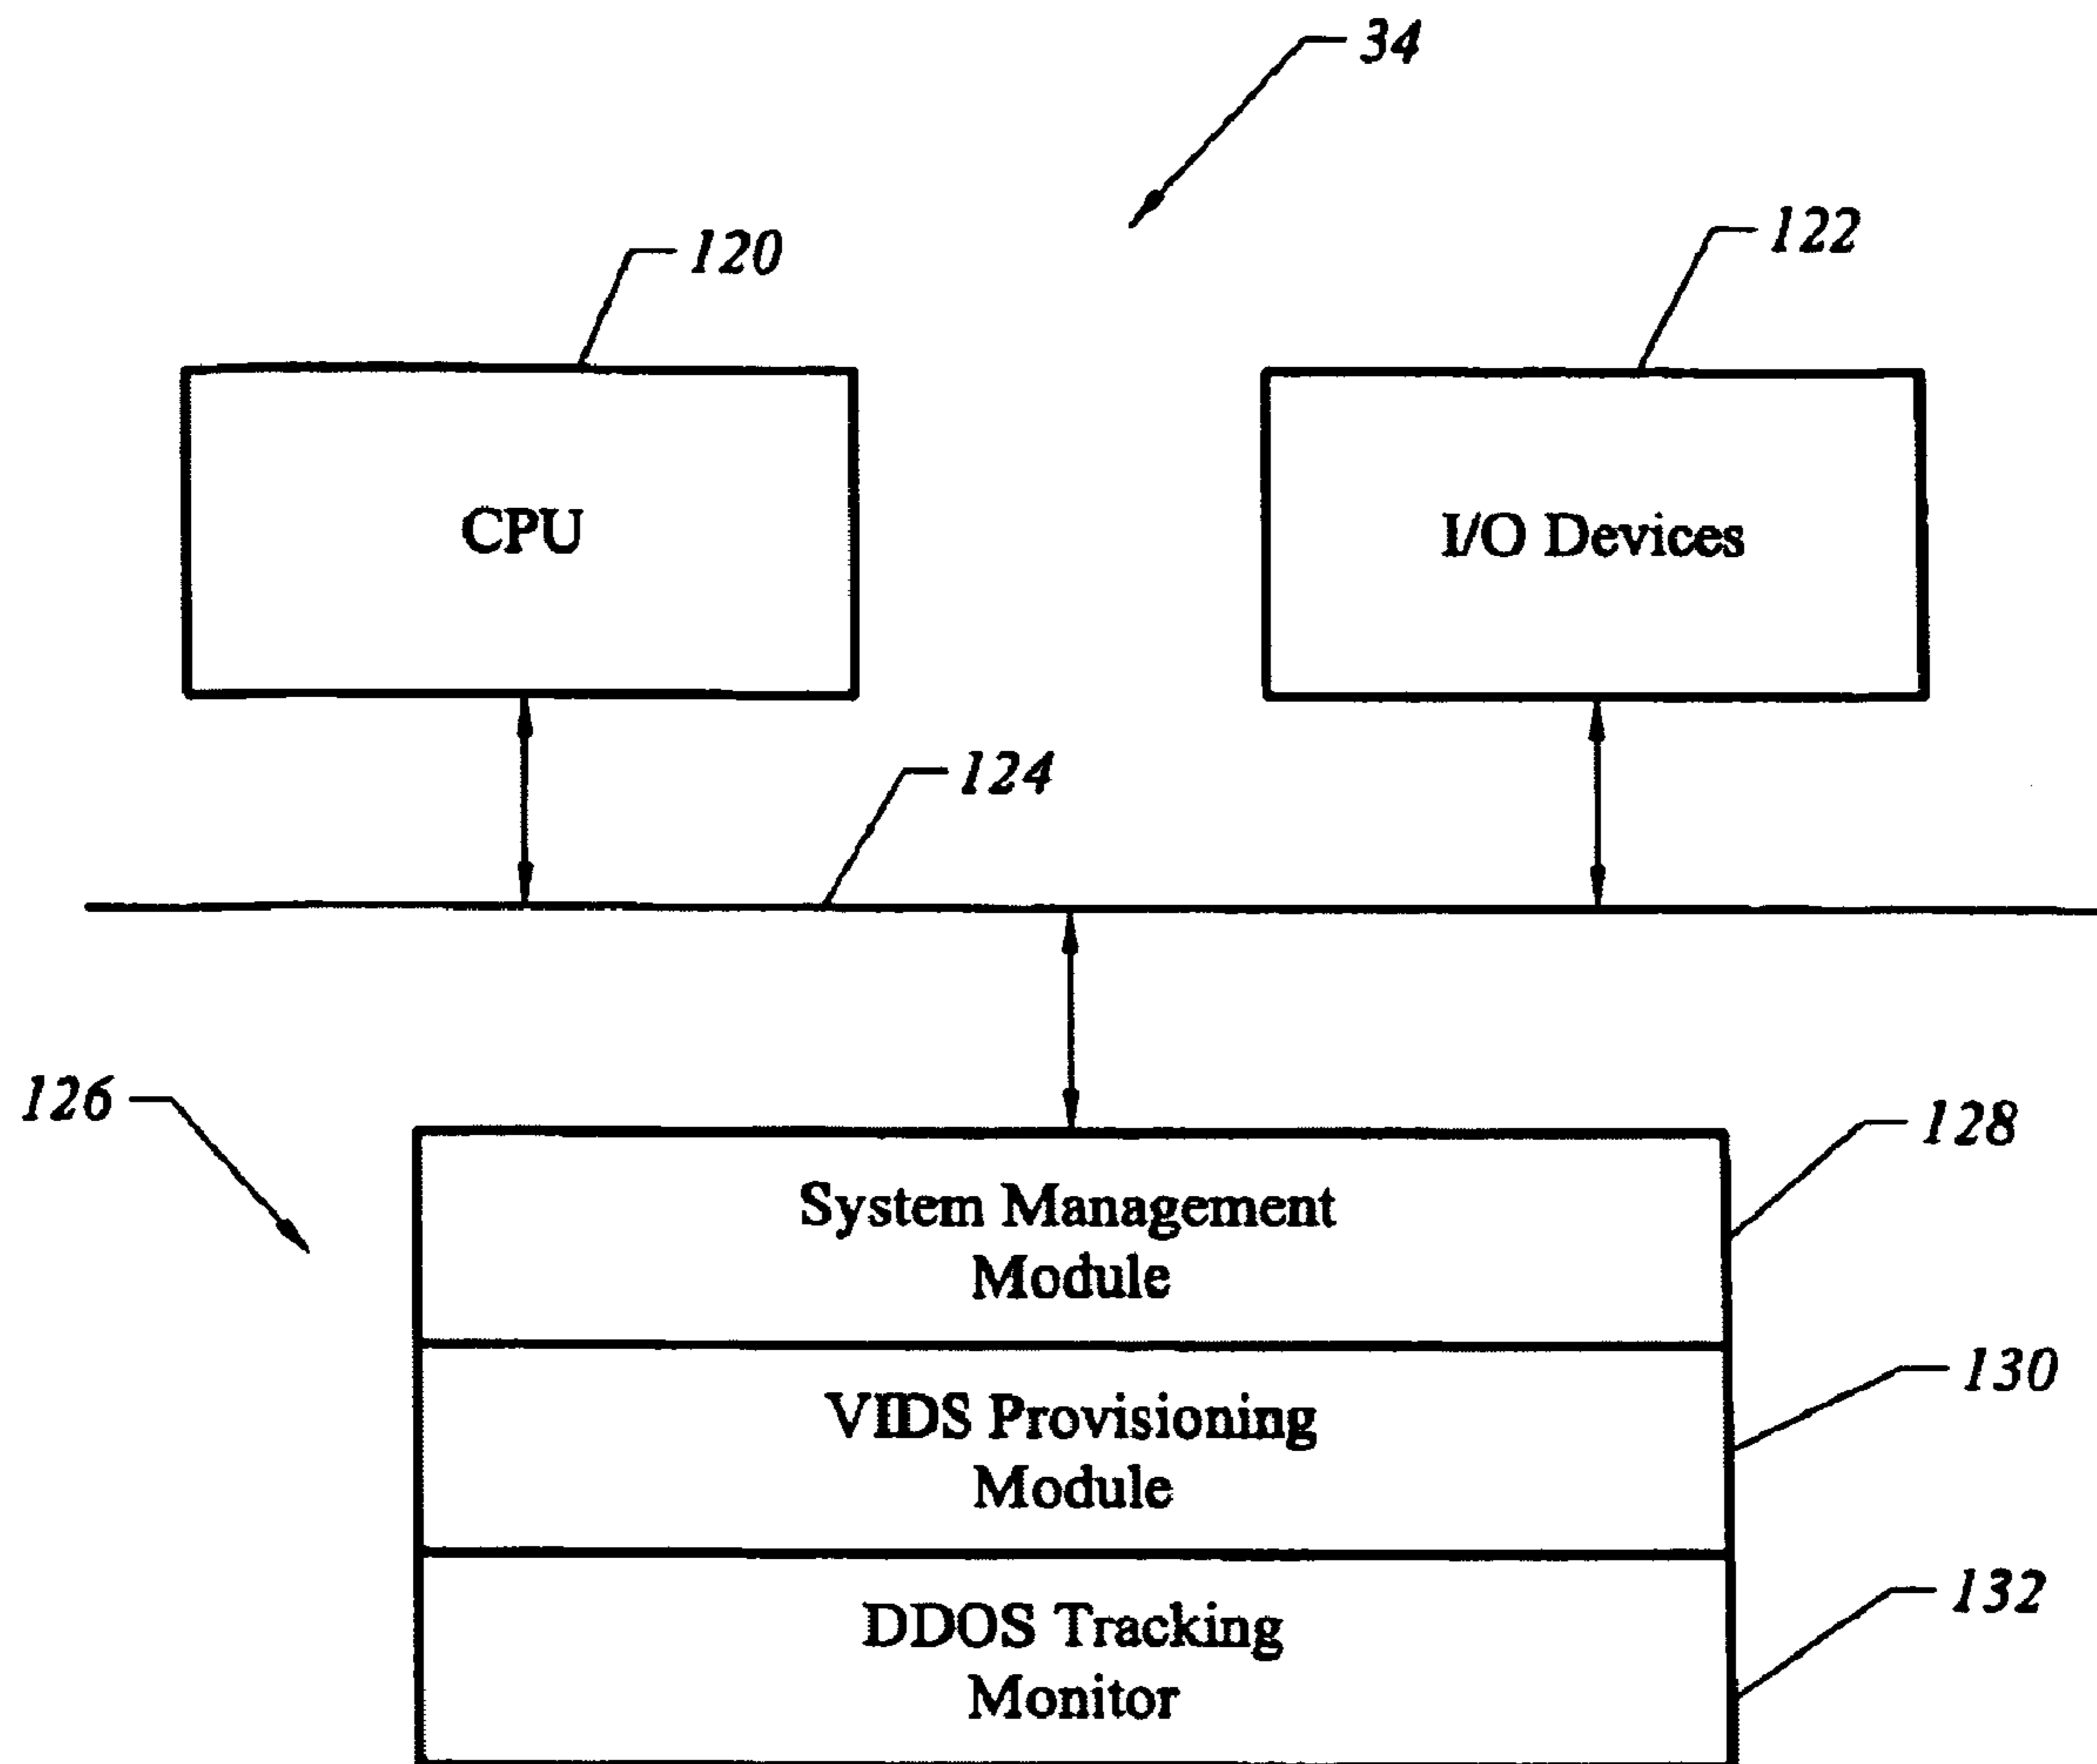 34
120
122
CPU
I/O Devices
124
126
128
System Management
Module
130
VIDS Provisioning
Module
132
DDOS Tracking
Monitor